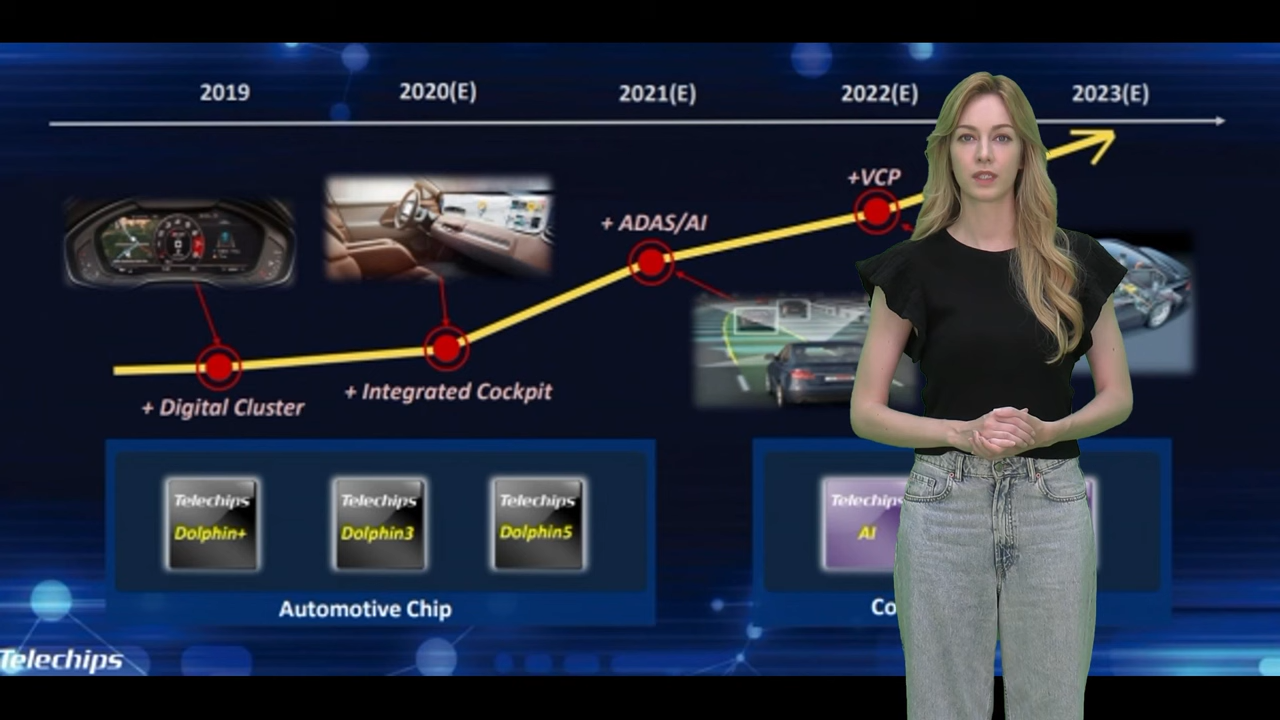 2019
2020(E)
2021(E)
2022(E)
2023(E)
+VCP
+ ADAS/AI
+ Digital Cluster
+ Integrated Cockpit
Telechips
Dolphin+
Telechips
Dolphin3
Telechips
Dolphin5
Telechips
AI
Automotive Chip
Telechips